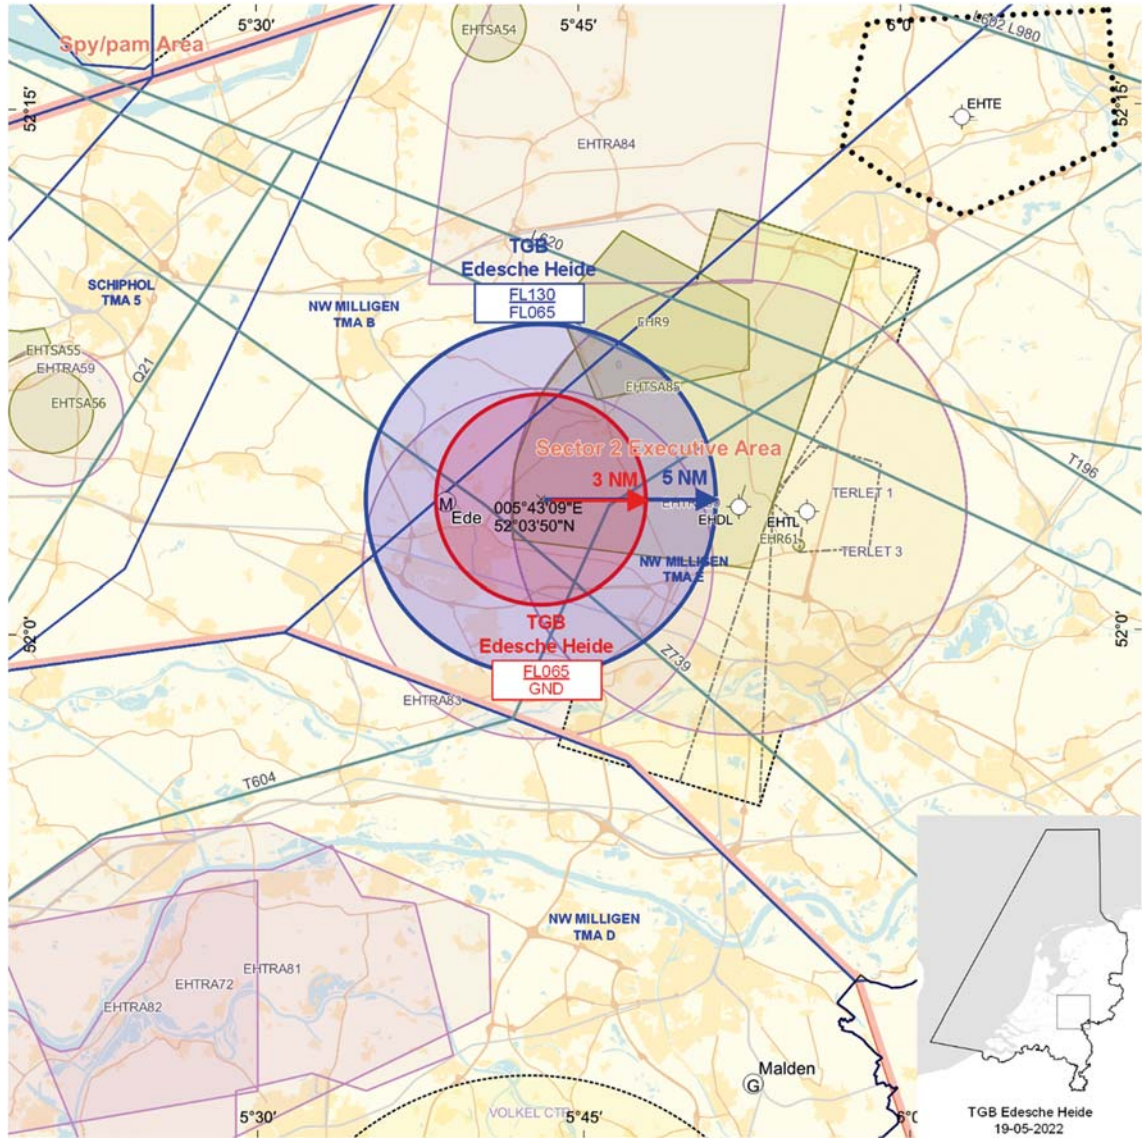 5°30'
5°45'
6°0'
EHTSA54
L602 L980
Spy/pam Area
52°15'
52°15'
EHTE
EHTRA84
L620
TGB
Edesche Heide
FL130
FL065
SCHIPHOL
TMA 5
NW MILLIGEN
TMA B
EHR9
EHTSA55
EHTRA59
Q21
EHTSA56
EHTSA85
Sector 2 Executive Area
T196
3 NM
5 NM
TERLET 1
M
Ede
005°43'09"E
52°03'50"N
EHDL
EHTL
EHR61
TERLET 3
NW MILLIGEN
TMA E
52°0'
52°0'
TGB
Edesche Heide
FL065
GND
Z739
EHTRA83
T604
NW MILLIGEN
TMA D
EHTRA81
EHTRA72
EHTRA82
Malden
G
VOLKEL CTR
5°30'
5°45'
TGB Edesche Heide
19-05-2022